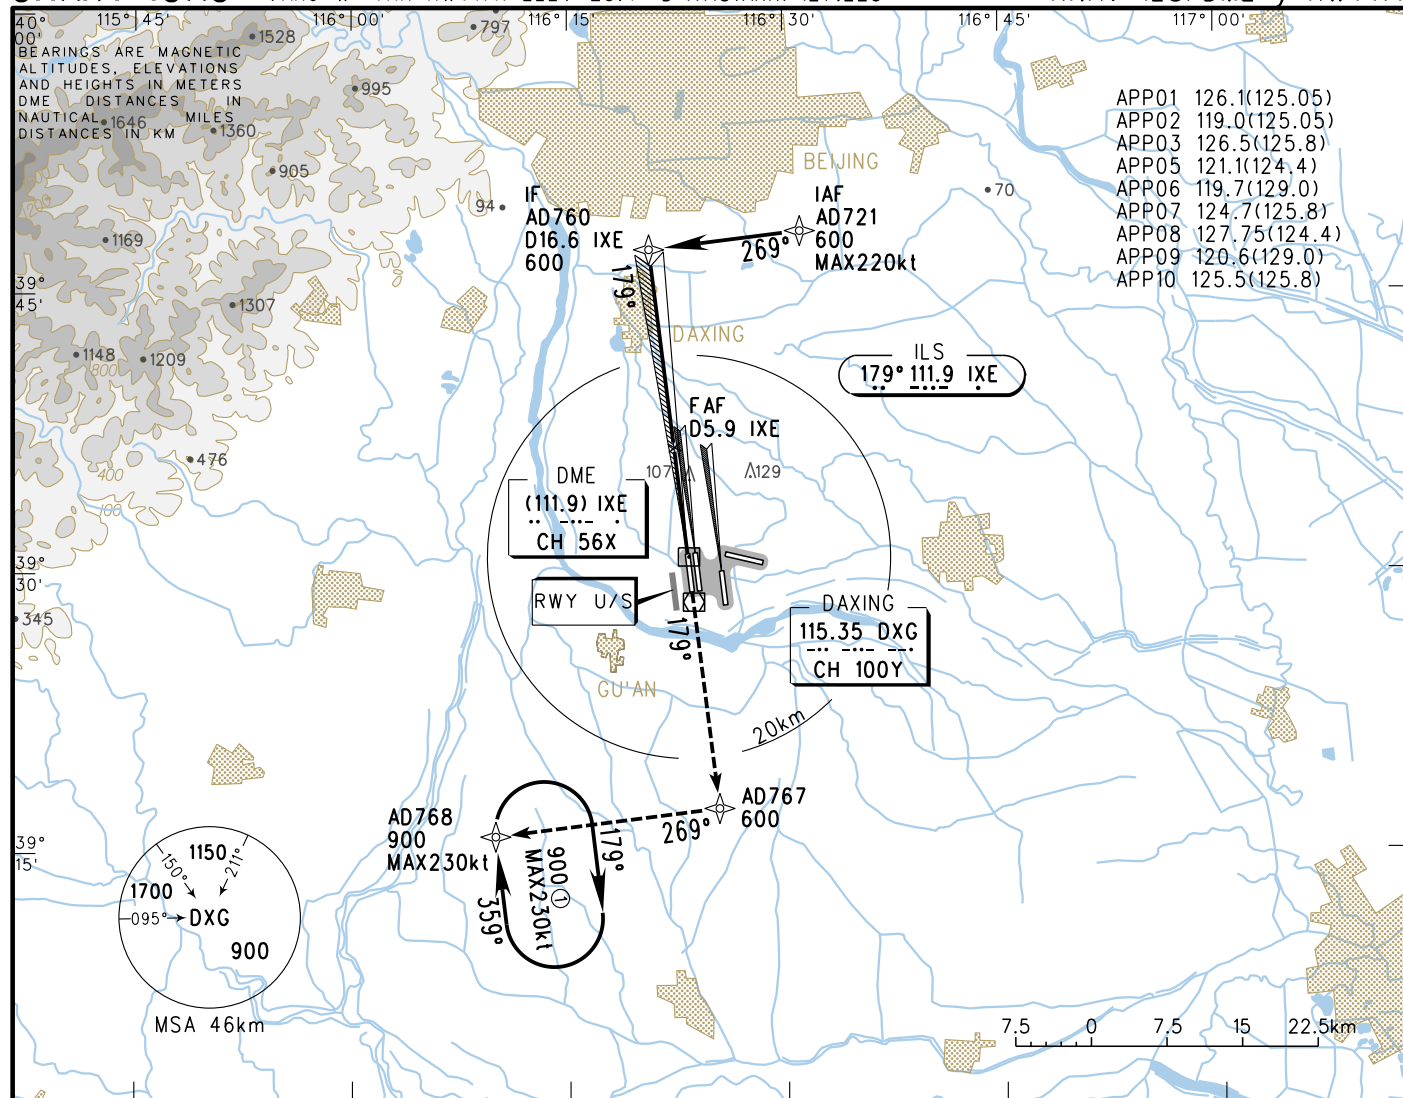 115°45'
116°00'
116°15'
116°30'
116°45'
117°00'
40°
00'
BEARINGS ARE MAGNETIC
ALTITUDES, ELEVATIONS
AND HEIGHTS IN METERS
DME DISTANCES IN
NAUTICAL MILES
DISTANCES IN KM
1528
797
995
1646
1360
905
94
1169
1307
1148
1209
800
476
400
100
345
70
APP01 126.1(125.05)
APP02 119.0(125.05)
APP03 126.5(125.8)
APP05 121.1(124.4)
APP06 119.7(129.0)
APP07 124.7(125.8)
APP08 127.75(124.4)
APP09 120.6(129.0)
APP10 125.5(125.8)
BEIJING
IF
AD760
D16.6 IXE
600
IAF
AD721
600
MAX220kt
269°
179°
39°
45'
DAXING
ILS
179° 111.9 IXE
FAF
D5.9 IXE
107
129
DME
(111.9) IXE
CH 56X
39°
30'
RWY U/S
179°
DAXING
115.35 DXG
CH 100Y
GU'AN
20km
AD767
600
269°
AD768
900
MAX230kt
179°
900 1
MAX230kt
359°
39°
15'
1150
150°
211°
1700
095°
DXG
900
MSA 46km
7.5 0 7.5 15 22.5km